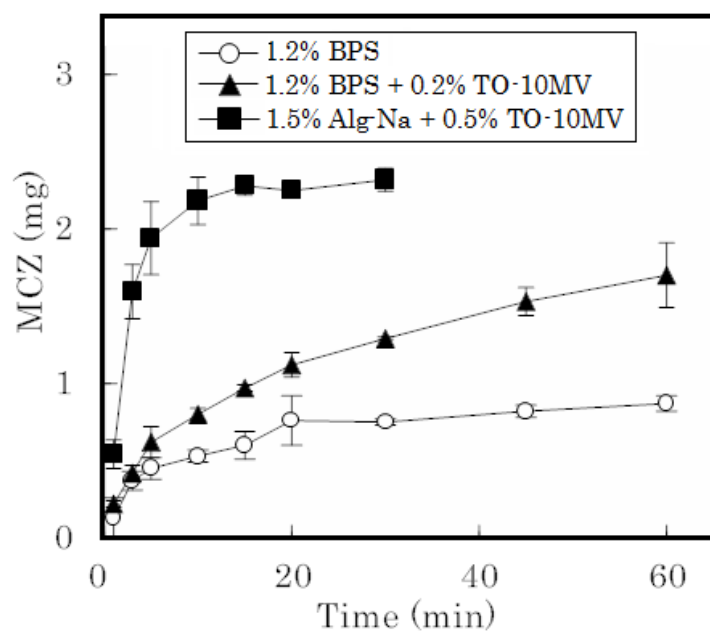 1.2% BPS
1.2% BPS + 0.2% TO-10MV
1.5% Alg-Na + 0.5% TO-10MV
3
2
1
0
MCZ (mg)
0 20 40 60
Time (min)